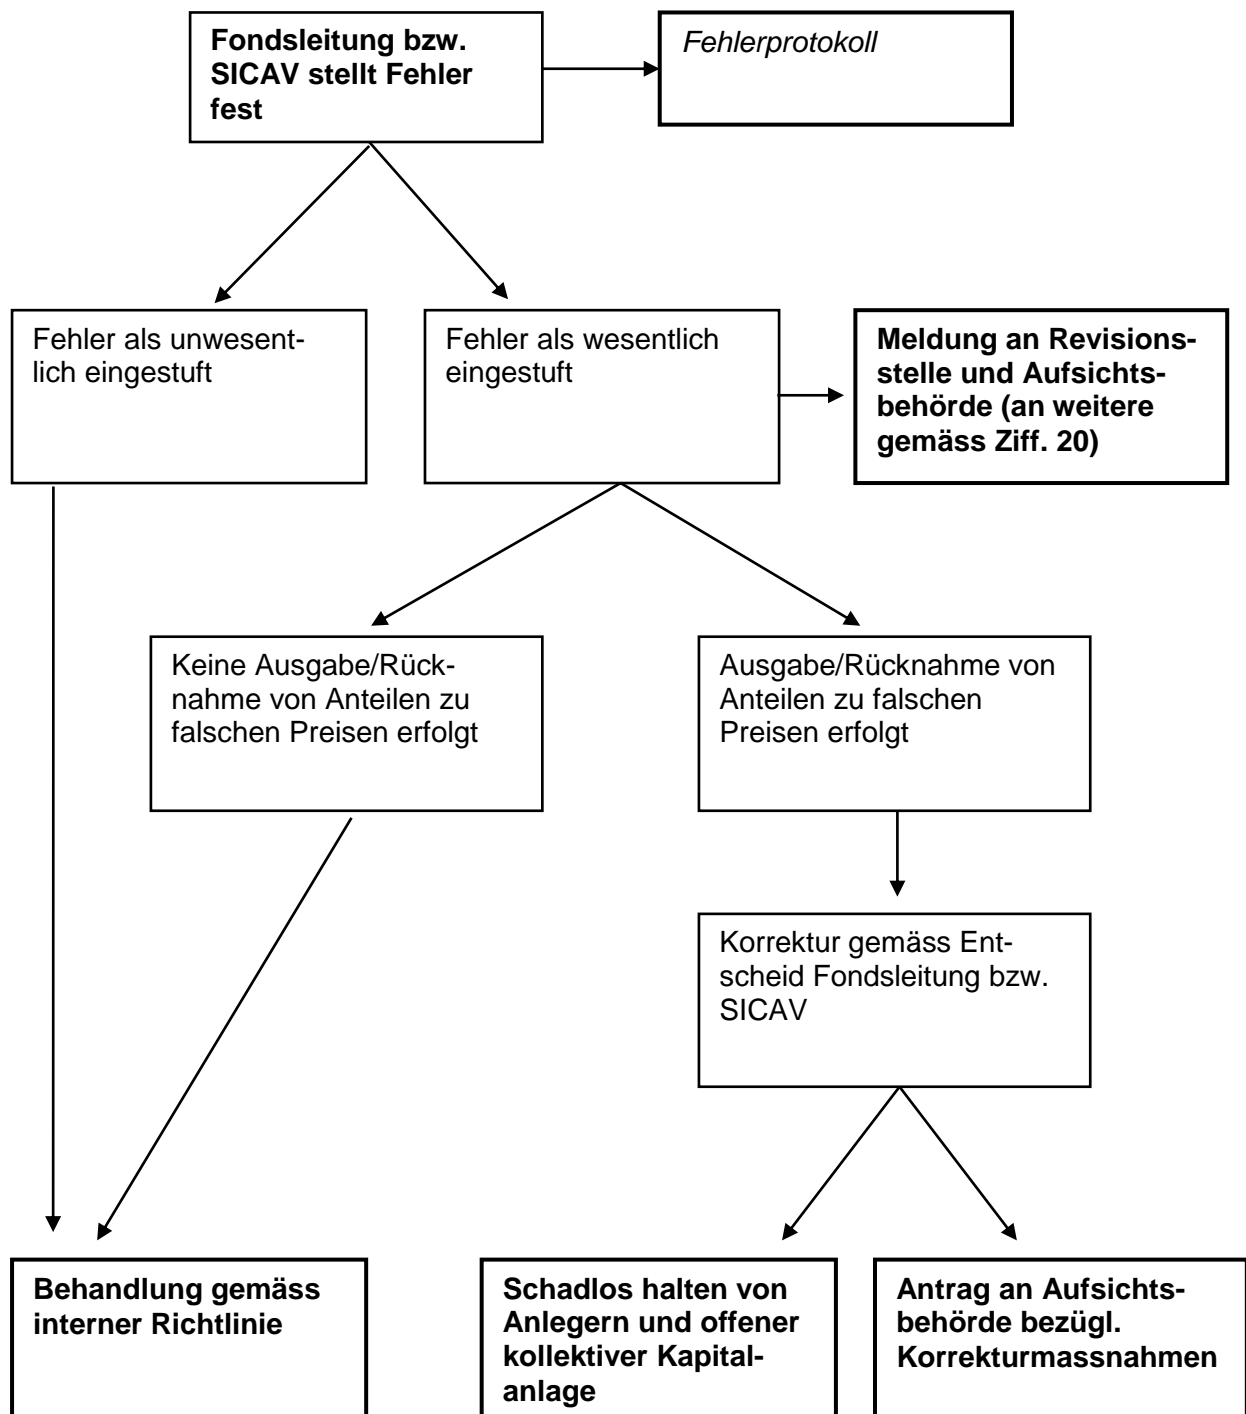 Fondsleitung bzw.
SICAV stellt Fehler
fest
Fehlerprotokoll
Fehler als unwesent-
lich eingestuft
Fehler als wesentlich
eingestuft
Meldung an Revisions-
stelle und Aufsichts-
behörde (an weitere
gemäss Ziff. 20)
Keine Ausgabe/Rück-
nahme von Anteilen zu
falschen Preisen erfolgt
Ausgabe/Rücknahme von
Anteilen zu falschen
Preisen erfolgt
Korrektur gemäss Ent-
scheid Fondsleitung bzw.
SICAV
Behandlung gemäss
interner Richtlinie
Schadlos halten von
Anlegern und offener
kollektiver Kapital-
anlage
Antrag an Aufsichts-
behörde bezügl.
Korrekturmassnahmen